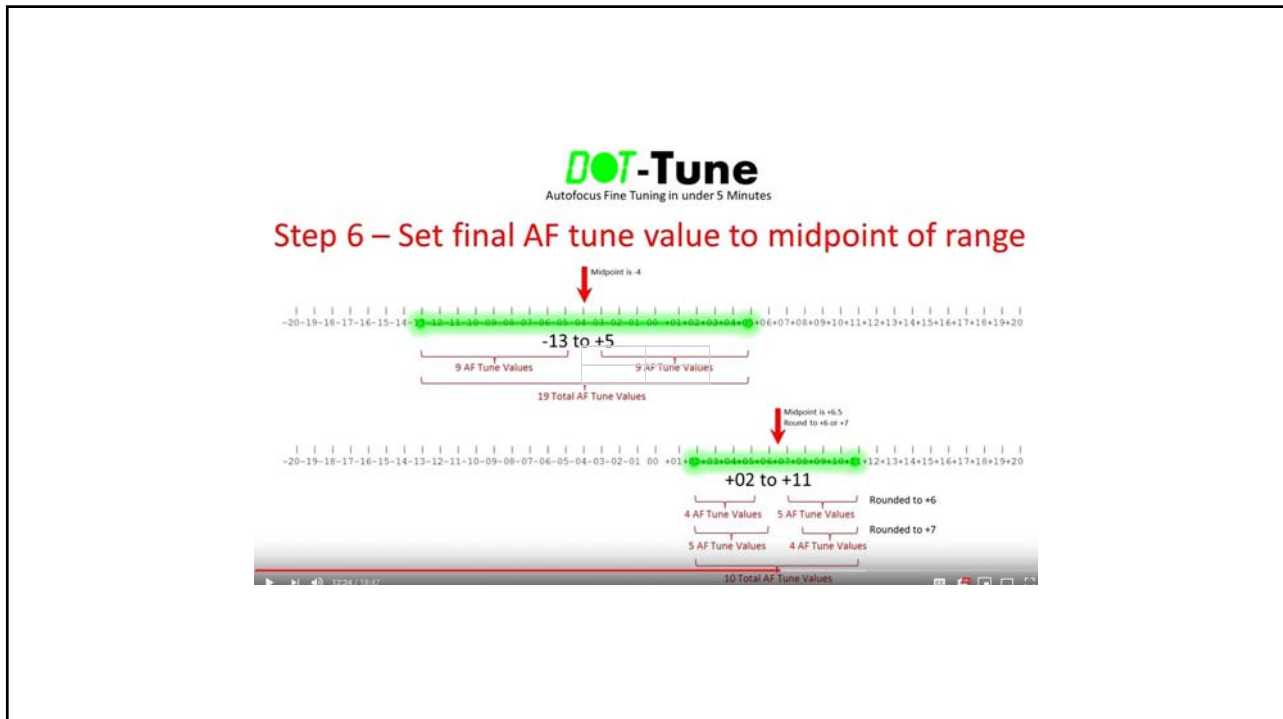 DOT-Tune
Autofocus Fine Tuning in under 5 Minutes
Step 6 – Set final AF tune value to midpoint of range
Midpoint is -4
-20-19-18-17-16-15-14-13-12-11-10-09-08-07-06-05-04-03-02-01 00 +01+02+03+04+05+06+07+08+09+10+11+12+13+14+15+16+17+18+19+20
-13 to +5
9 AF Tune Values 9 AF Tune Values
19 Total AF Tune Values
Midpoint is +6.5
Round to +6 or +7
-20-19-18-17-16-15-14-13-12-11-10-09-08-07-06-05-04-03-02-01 00 +01+02+03+04+05+06+07+08+09+10+11+12+13+14+15+16+17+18+19+20
+02 to +11
Rounded to +6
4 AF Tune Values 5 AF Tune Values
Rounded to +7
5 AF Tune Values 4 AF Tune Values
10 Total AF Tune Values
12:34 / 18:47